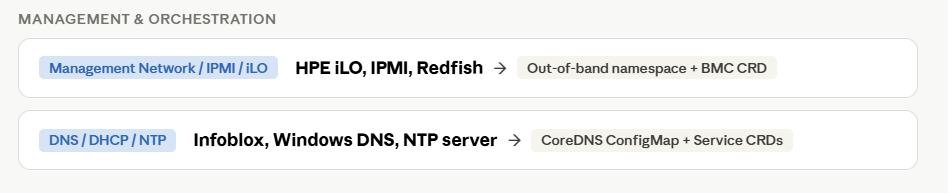 MANAGEMENT & ORCHESTRATION
Management Network / IPMI / iLO HPE iLO, IPMI, Redfish → Out-of-band namespace + BMC CRD
DNS / DHCP / NTP Infoblox, Windows DNS, NTP server → CoreDNS ConfigMap + Service CRDs